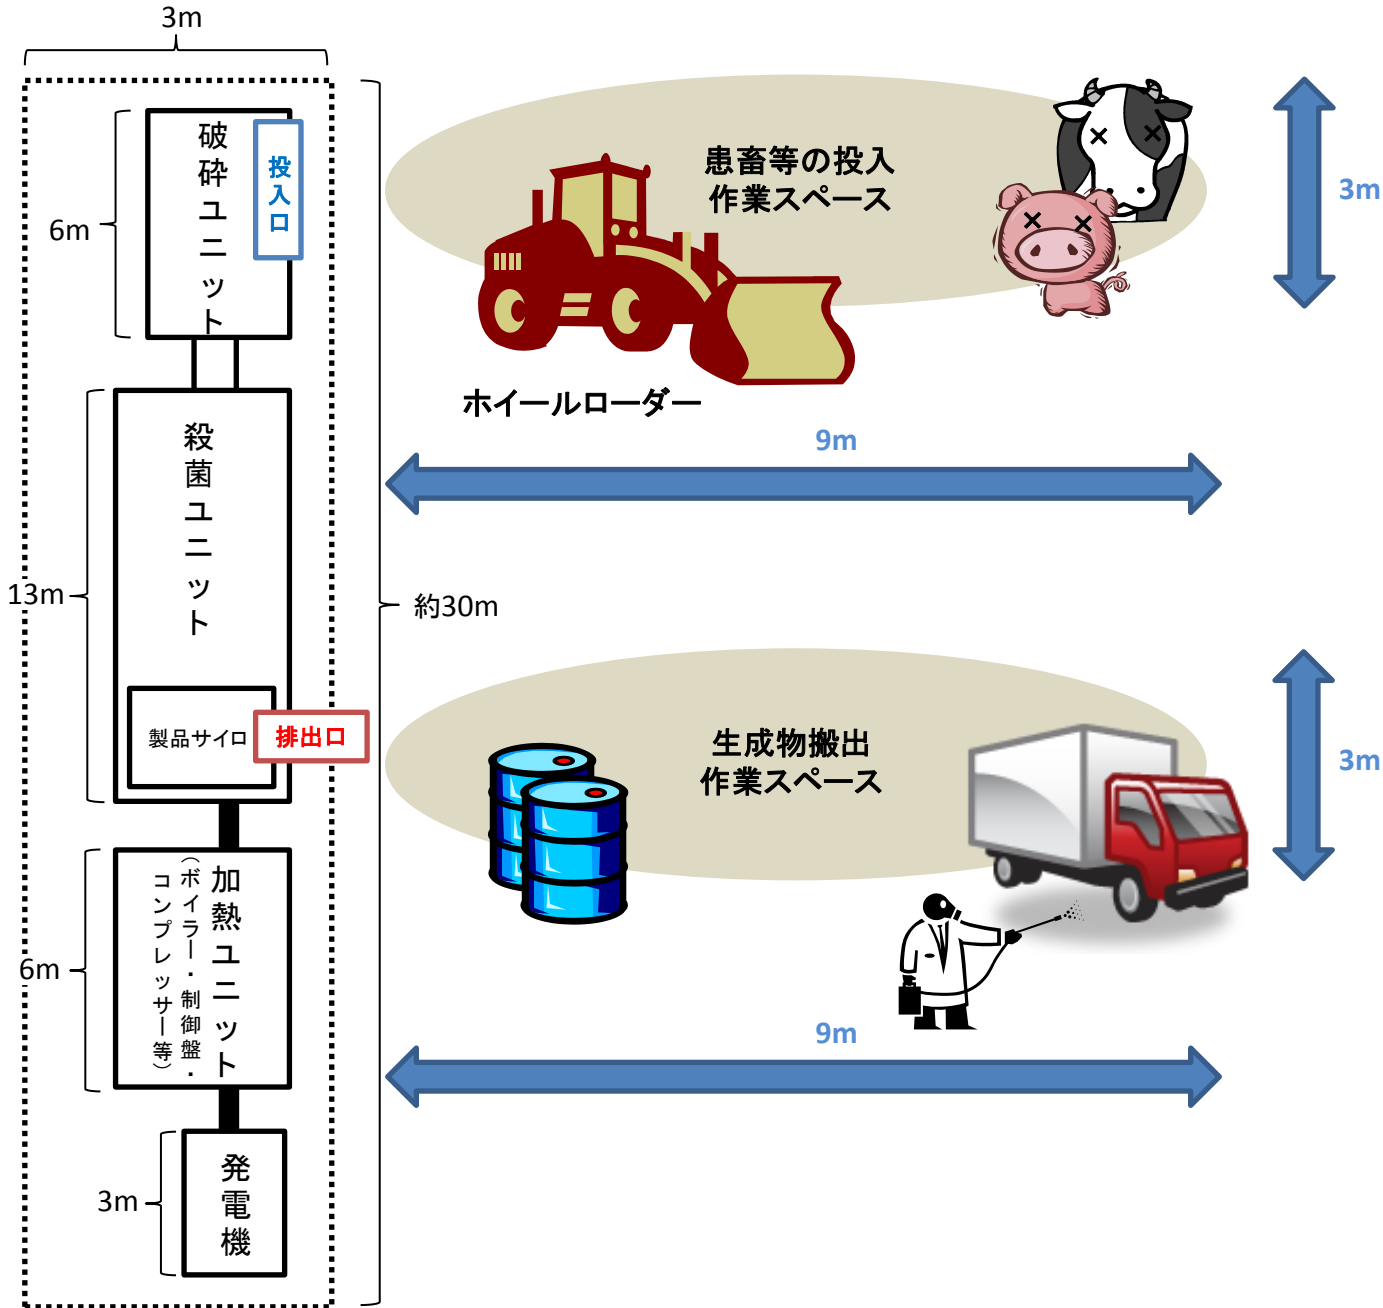 3m
破砕ユニット
投入口
6m
患畜等の投入
作業スペース
3m
ホイールローダー
9m
殺菌ユニット
13m
約30m
製品サイロ
排出口
生成物搬出
作業スペース
3m
加熱ユニット
（ボイラー・制御盤・
コンプレッサー等）
6m
9m
発電機
3m